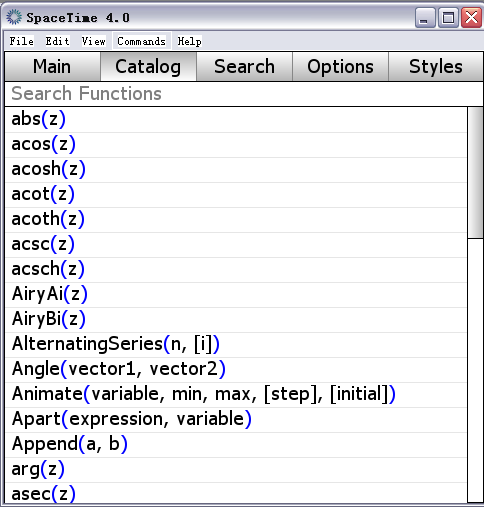 SpaceTime 4.0
File Edit View Commands Help
Main Catalog Search Options Styles
Search Functions
abs(z)
acos(z)
acosh(z)
acot(z)
acoth(z)
acsc(z)
acsch(z)
AiryAi(z)
AiryBi(z)
AlternatingSeries(n, [i])
Angle(vector1, vector2)
Animate(variable, min, max, [step], [initial])
Apart(expression, variable)
Append(a, b)
arg(z)
asec(z)